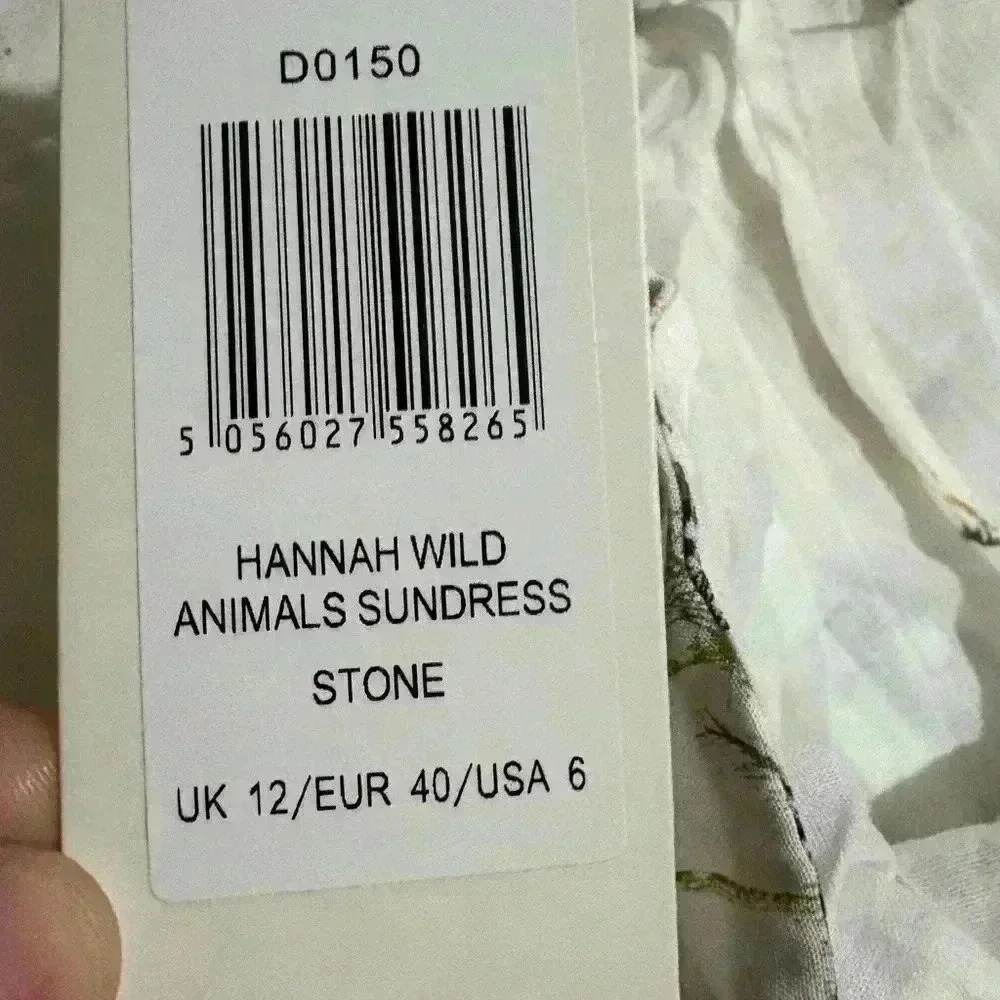 D0150
5 056027 558265
HANNAH WILD
ANIMALS SUNDRESS
STONE
UK 12/EUR 40/USA 6